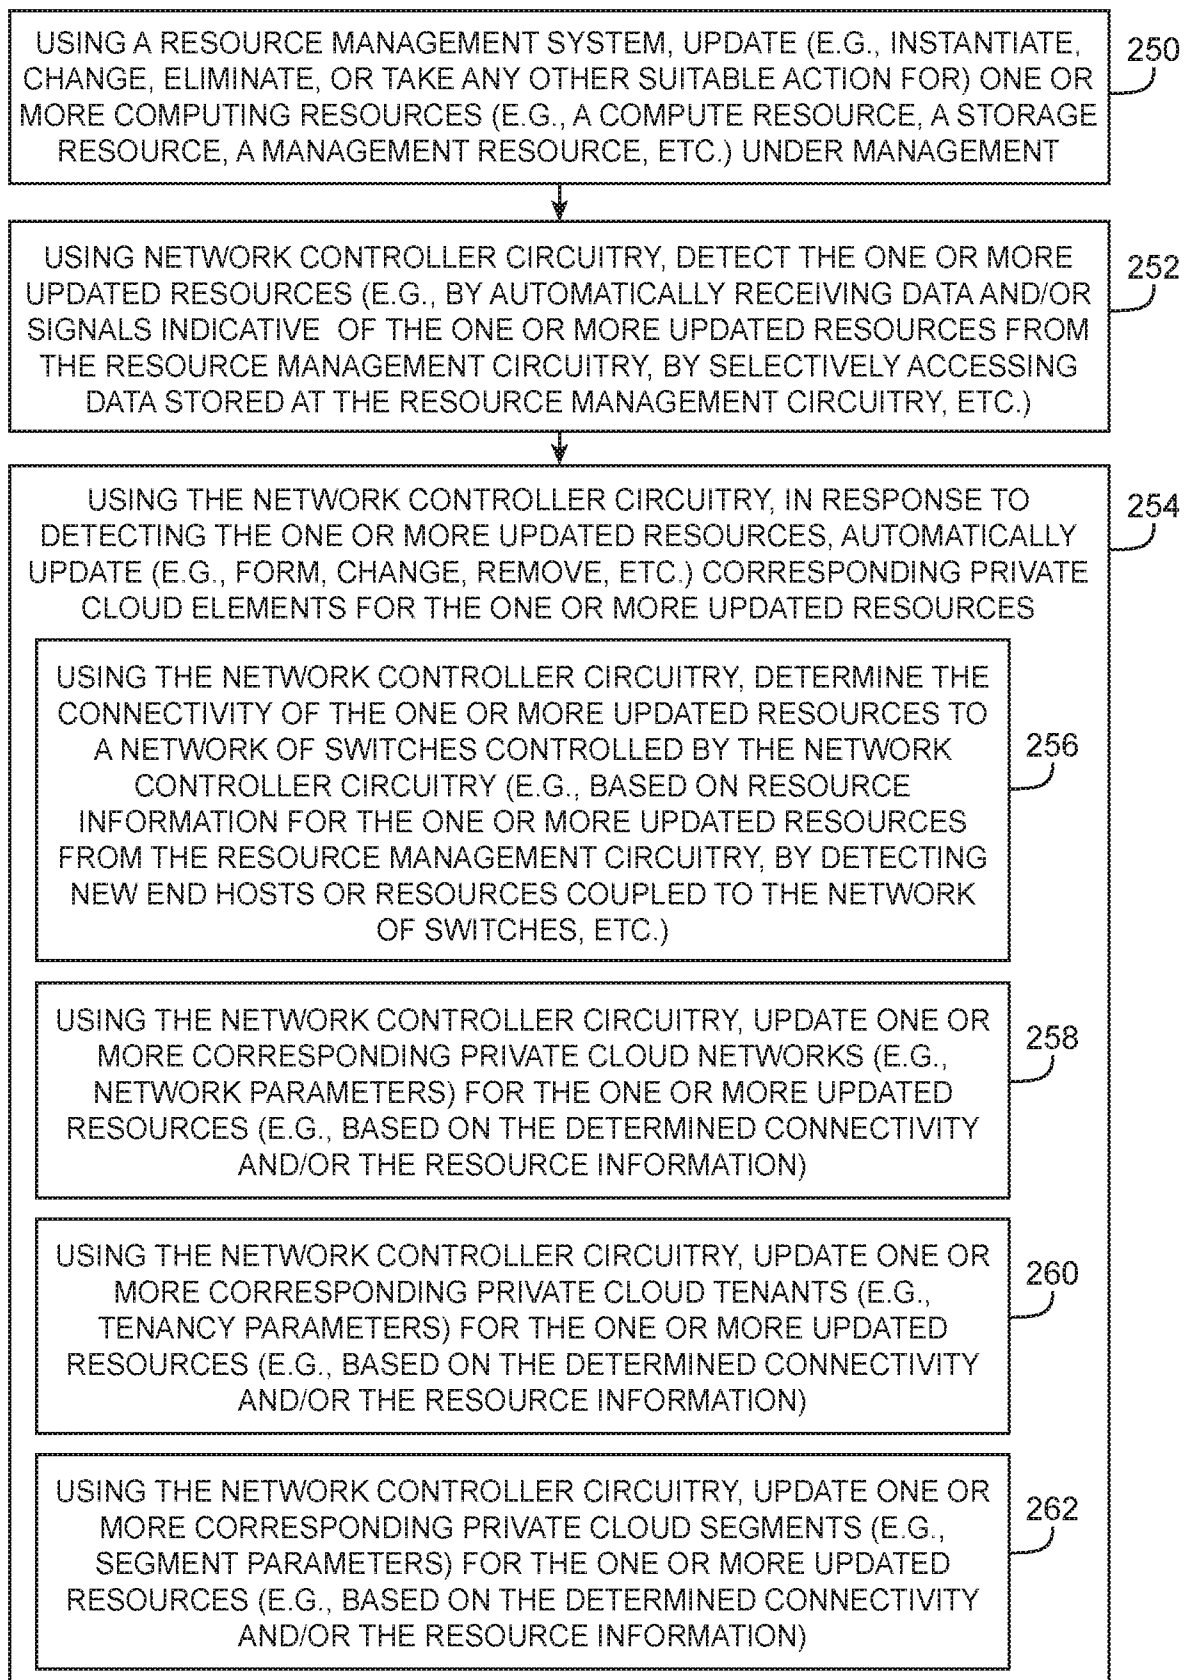 USING A RESOURCE MANAGEMENT SYSTEM, UPDATE (E.G., INSTANTIATE,
CHANGE, ELIMINATE, OR TAKE ANY OTHER SUITABLE ACTION FOR) ONE OR
MORE COMPUTING RESOURCES (E.G., A COMPUTE RESOURCE, A STORAGE
RESOURCE, A MANAGEMENT RESOURCE, ETC.) UNDER MANAGEMENT
250
USING NETWORK CONTROLLER CIRCUITRY, DETECT THE ONE OR MORE
UPDATED RESOURCES (E.G., BY AUTOMATICALLY RECEIVING DATA AND/OR
SIGNALS INDICATIVE OF THE ONE OR MORE UPDATED RESOURCES FROM
THE RESOURCE MANAGEMENT CIRCUITRY, BY SELECTIVELY ACCESSING
DATA STORED AT THE RESOURCE MANAGEMENT CIRCUITRY, ETC.)
252
USING THE NETWORK CONTROLLER CIRCUITRY, IN RESPONSE TO
DETECTING THE ONE OR MORE UPDATED RESOURCES, AUTOMATICALLY
UPDATE (E.G., FORM, CHANGE, REMOVE, ETC.) CORRESPONDING PRIVATE
CLOUD ELEMENTS FOR THE ONE OR MORE UPDATED RESOURCES
254
USING THE NETWORK CONTROLLER CIRCUITRY, DETERMINE THE
CONNECTIVITY OF THE ONE OR MORE UPDATED RESOURCES TO
A NETWORK OF SWITCHES CONTROLLED BY THE NETWORK
CONTROLLER CIRCUITRY (E.G., BASED ON RESOURCE
INFORMATION FOR THE ONE OR MORE UPDATED RESOURCES
FROM THE RESOURCE MANAGEMENT CIRCUITRY, BY DETECTING
NEW END HOSTS OR RESOURCES COUPLED TO THE NETWORK
OF SWITCHES, ETC.)
256
USING THE NETWORK CONTROLLER CIRCUITRY, UPDATE ONE OR
MORE CORRESPONDING PRIVATE CLOUD NETWORKS (E.G.,
NETWORK PARAMETERS) FOR THE ONE OR MORE UPDATED
RESOURCES (E.G., BASED ON THE DETERMINED CONNECTIVITY
AND/OR THE RESOURCE INFORMATION)
258
USING THE NETWORK CONTROLLER CIRCUITRY, UPDATE ONE OR
MORE CORRESPONDING PRIVATE CLOUD TENANTS (E.G.,
TENANCY PARAMETERS) FOR THE ONE OR MORE UPDATED
RESOURCES (E.G., BASED ON THE DETERMINED CONNECTIVITY
AND/OR THE RESOURCE INFORMATION)
260
USING THE NETWORK CONTROLLER CIRCUITRY, UPDATE ONE OR
MORE CORRESPONDING PRIVATE CLOUD SEGMENTS (E.G.,
SEGMENT PARAMETERS) FOR THE ONE OR MORE UPDATED
RESOURCES (E.G., BASED ON THE DETERMINED CONNECTIVITY
AND/OR THE RESOURCE INFORMATION)
262